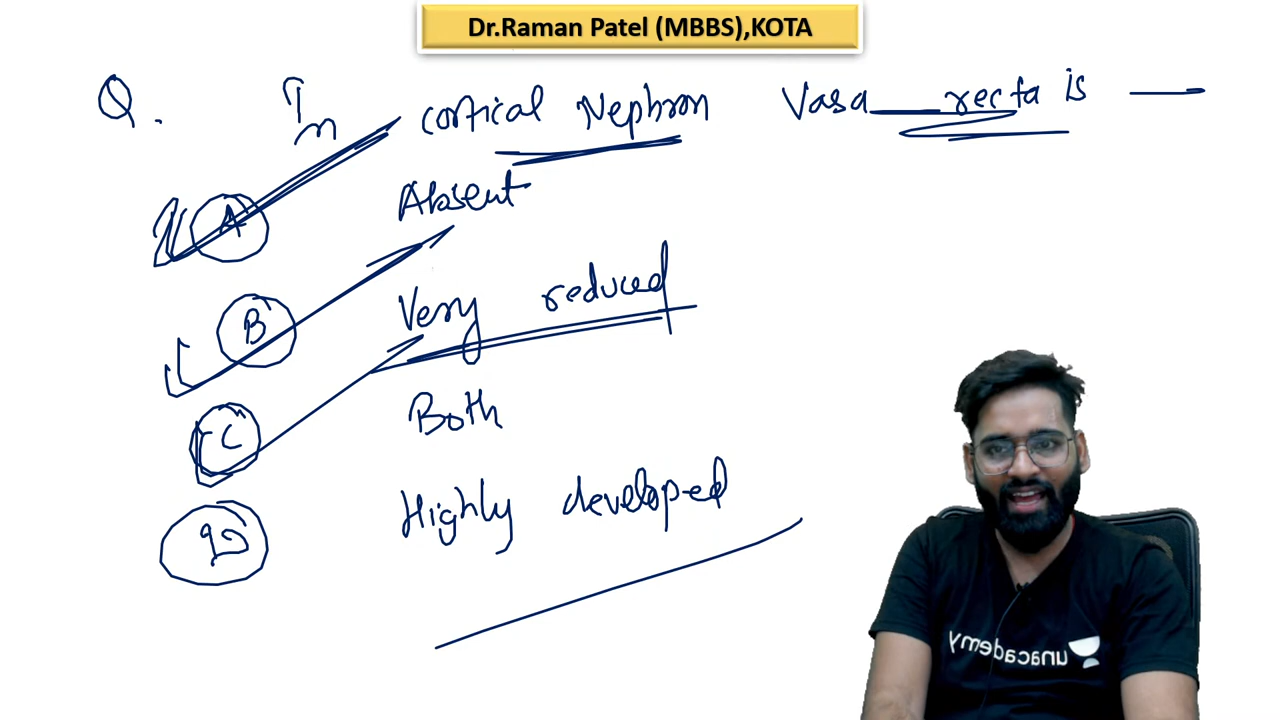 Dr.Raman Patel (MBBS),KOTA
Q. In cortical Nephron Vasa recta is —
A Absent
B Very reduced
C Both
D Highly developed
unacademy